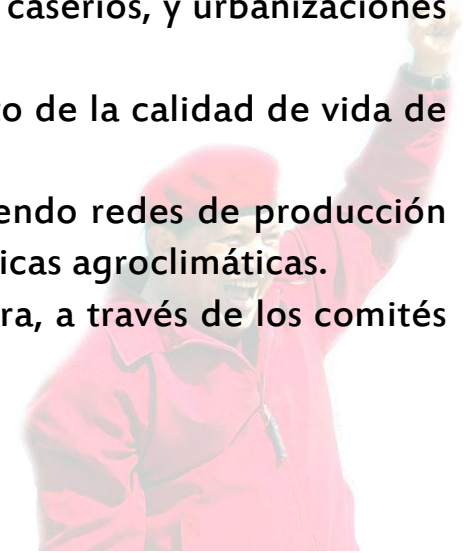 caseríos, y urbanizaciones
o de la calidad de vida de
endo redes de producción
icas agroclimáticas.
ra, a través de los comités